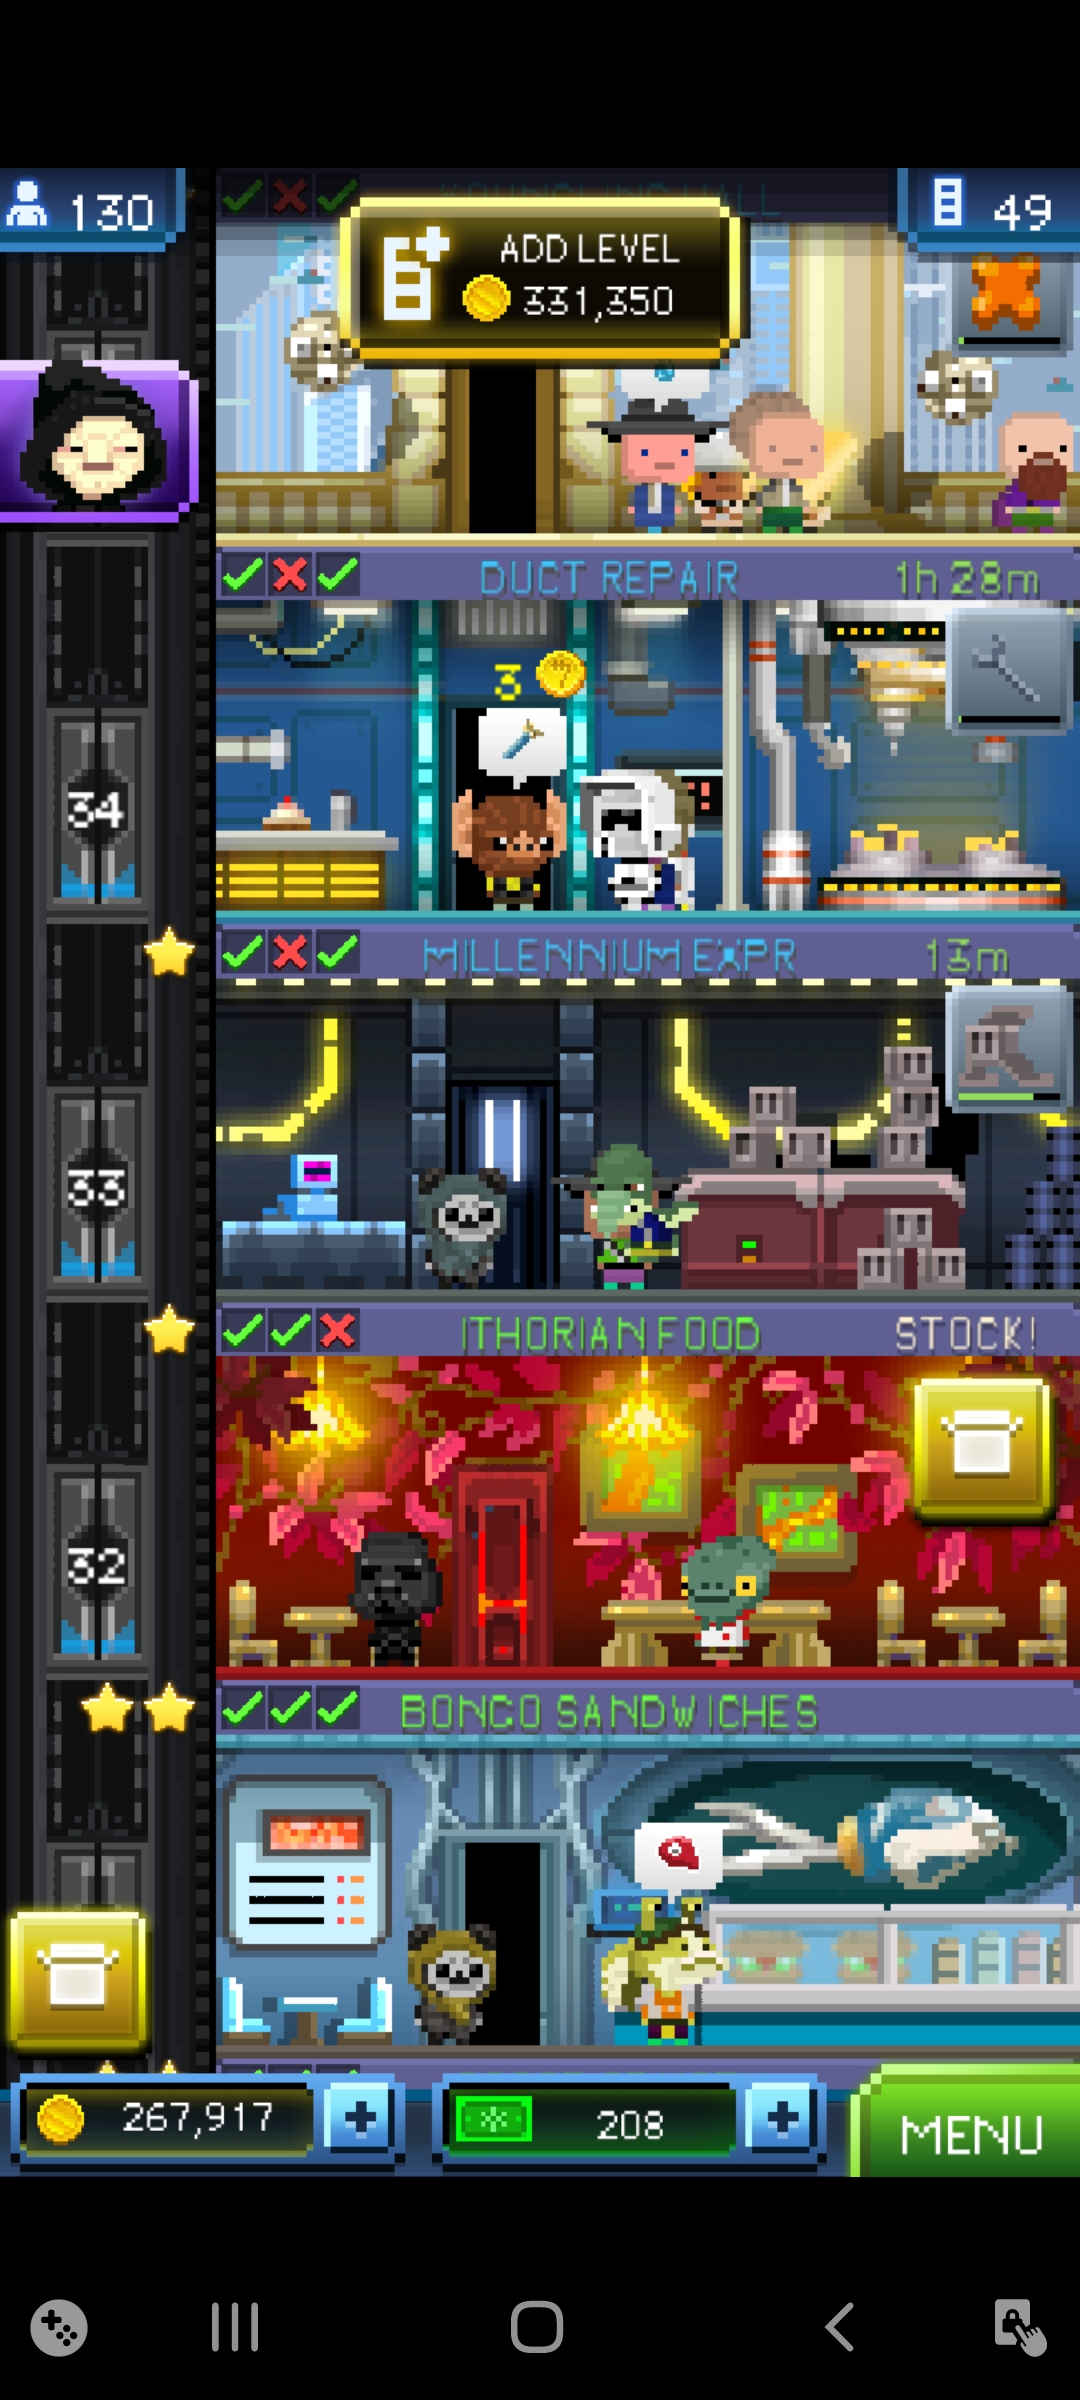 130
49
ADD LEVEL
331,350
DUCT REPAIR
1h 28m
3
34
MILLENNIUM EXPR
13m
33
ITHORIAN FOOD
STOCK!
32
BONGO SANDWICHES
267,917
208
MENU